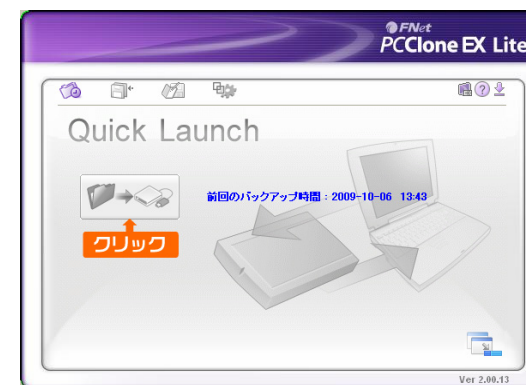 FNet
PCClone EX Lite
Quick Launch
前回のバックアップ時間：2009-10-06 13:43
クリック
Ver 2.00.13